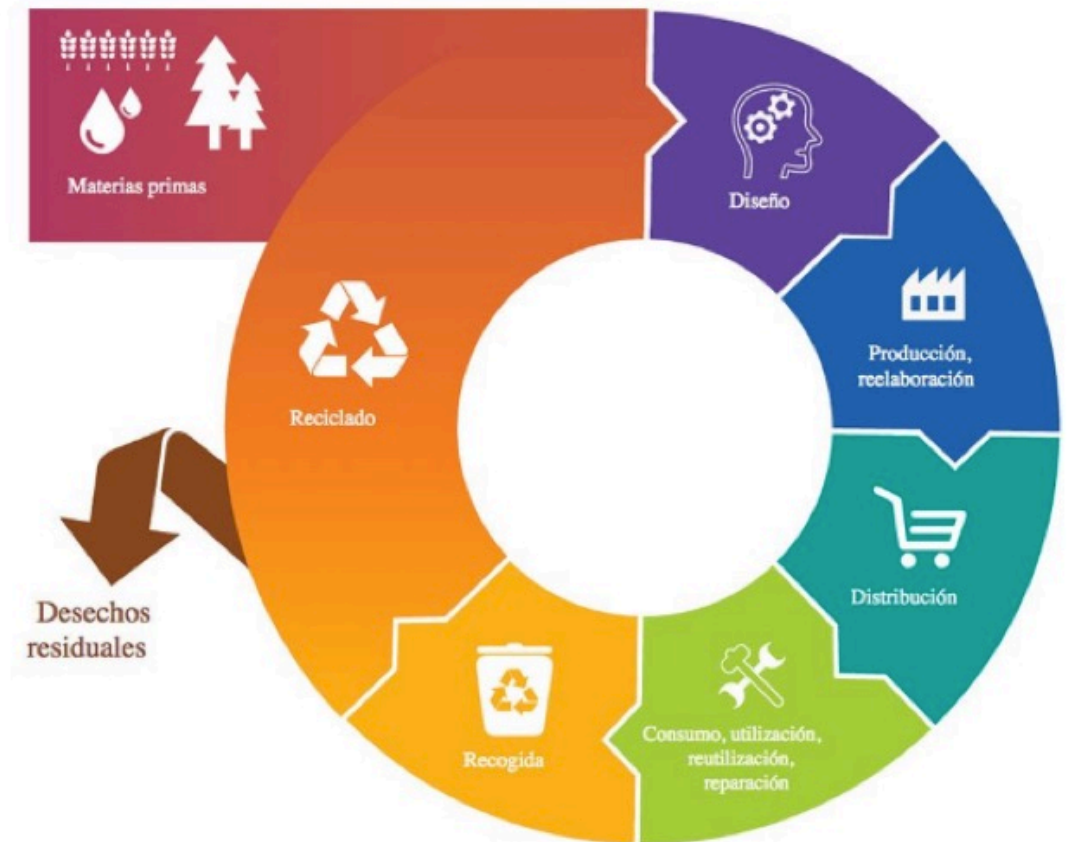 Materias primas
Diseño
Producción,
reelaboración
Distribución
Consumo, utilización,
reutilización,
reparación
Recogida
Reciclado
Desechos
residuales